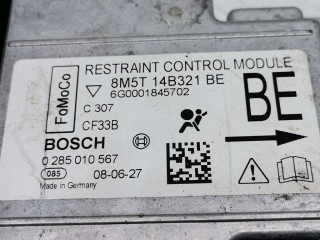 FoMoCo
RESTRAINT CONTROL MODULE
8M5T 14B321 BE
6G0001845702
C 307
CF33B
BE
BOSCH
0 285 010 567
085 08-06-27
Made in Germany